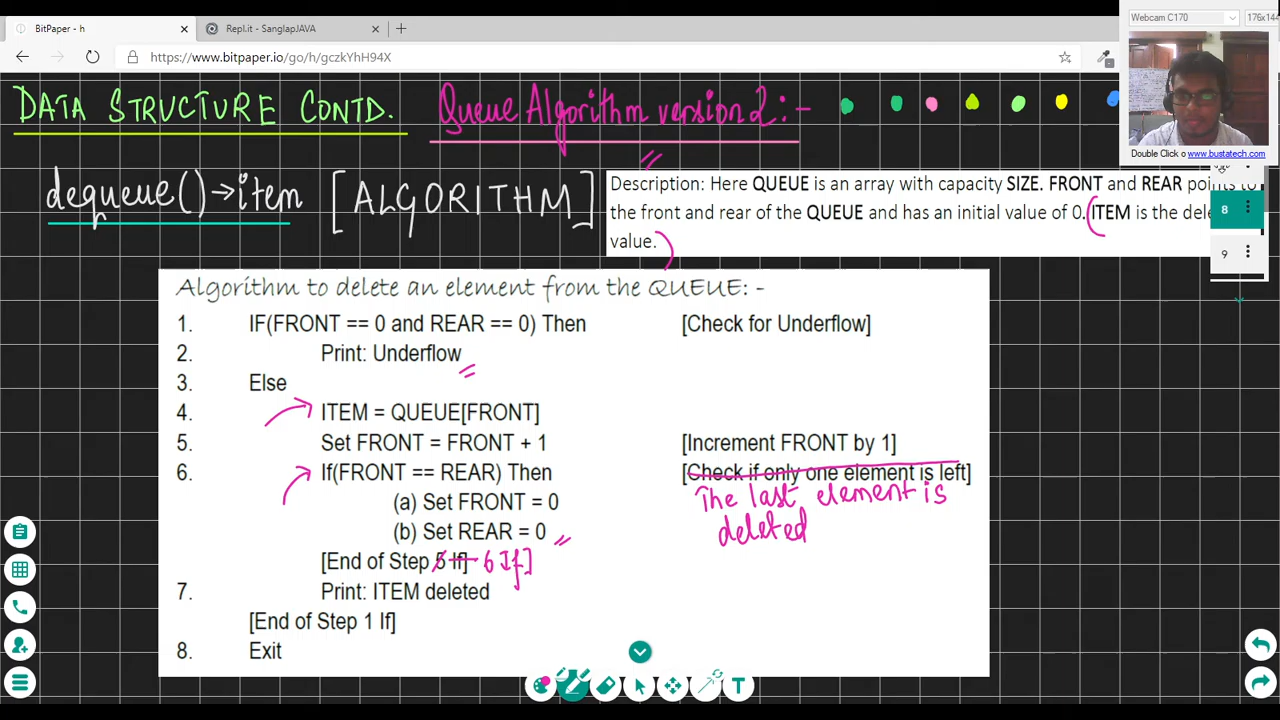 BitPaper - h
Repl.it - SanglapJAVA
https://www.bitpaper.io/go/h/gczkYhH94X
Webcam C170
176x14
Double Click o www.bustatech.com
DATA STRUCTURE CONTD. Queue Algorithm version 2:-
dequeue()→item [ALGORITHM]
Description: Here QUEUE is an array with capacity SIZE. FRONT and REAR points to
the front and rear of the QUEUE and has an initial value of 0. (ITEM is the dele
value.)
8
9
Algorithm to delete an element from the QUEUE: -
1. IF(FRONT == 0 and REAR == 0) Then [Check for Underflow]
2. Print: Underflow
3. Else
4. ITEM = QUEUE[FRONT]
5. Set FRONT = FRONT + 1 [Increment FRONT by 1]
6. If(FRONT == REAR) Then [Check if only one element is left]
The last element is
(a) Set FRONT = 0
deleted
(b) Set REAR = 0
[End of Step 5 If] 6 If]
7. Print: ITEM deleted
[End of Step 1 If]
8. Exit
T